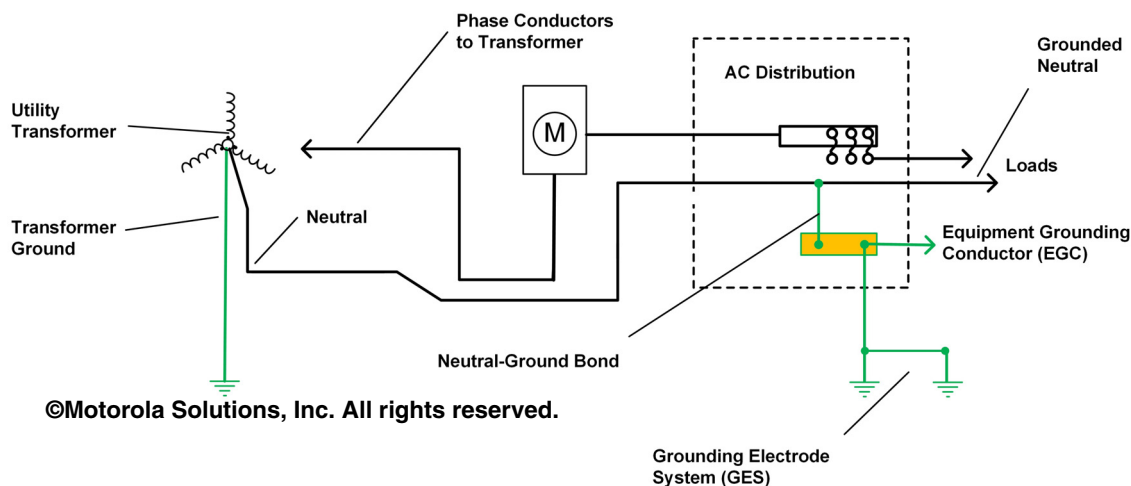 Phase Conductors
to Transformer
Grounded
Neutral
AC Distribution
Utility
Transformer
M
Loads
Neutral
Transformer
Ground
Equipment Grounding
Conductor (EGC)
Neutral-Ground Bond
©Motorola Solutions, Inc. All rights reserved.
Grounding Electrode
System (GES)